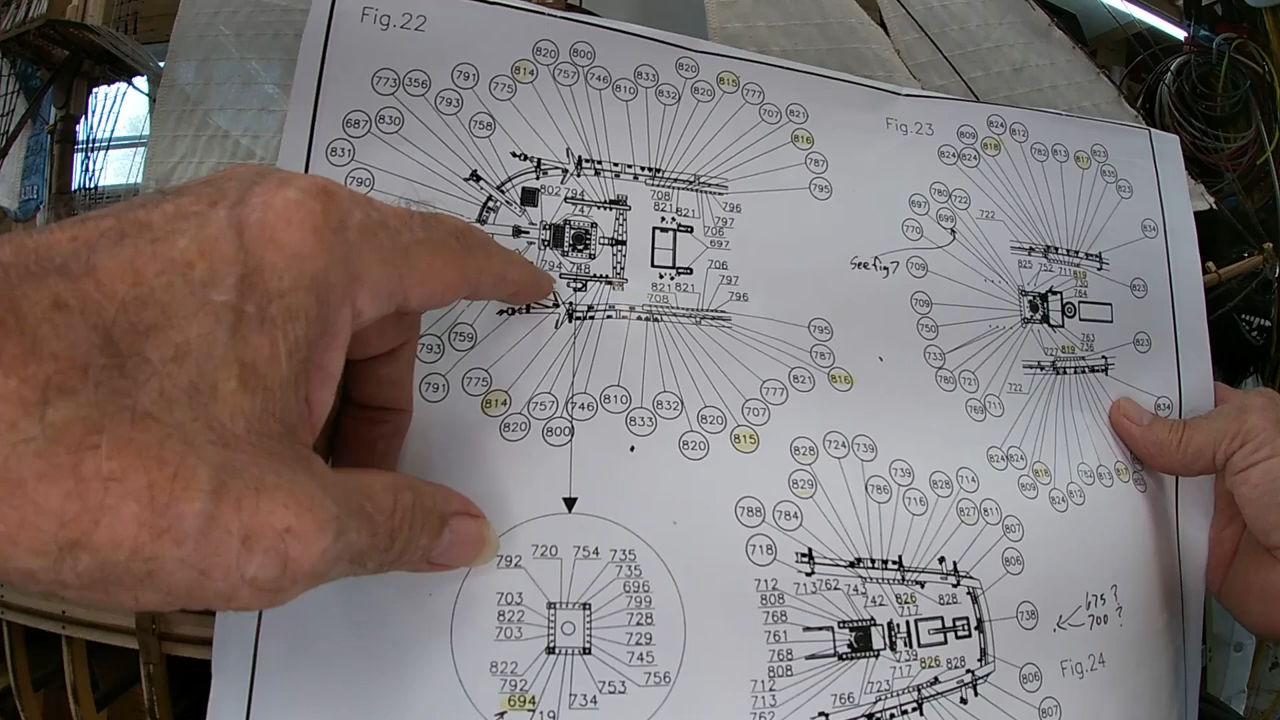 Fig.22
820 800
773 356 791 814 775 757 746 810 833 832 820 820 815 777
793 707 821
687 830 758 816
831 787
790 795
802 794 708 796
747 821 821 797
706
697
794 748 706
821 821 797
708 796
793 759 795
787
791 775 821 816
814 757 746 810 833 832 777
820 800 820 707
820 815
792 720 754 735
735
703 696
822 799
703 728
729
822 745
792 756
694 734 753
719
Fig.23
824
809 818 812
824 824 782 813 817 823
835
780 722 823
697 699 722
770 834
See fig 7 709 825 752 711 819
730
764 823
709
750 763
736 823
733 727 819
780 721 722
769 711 834
824 824 818 782 813 817
809 824 812
828 724 739
829 739 828 714
786 716 827 811
788 784 807
718 806
712 713 762 743 826 828
808 742 717
768 738
761
768 739 826 828
808 717
712 723 806
713 766
762 807
675 ?
700 ?
Fig.24